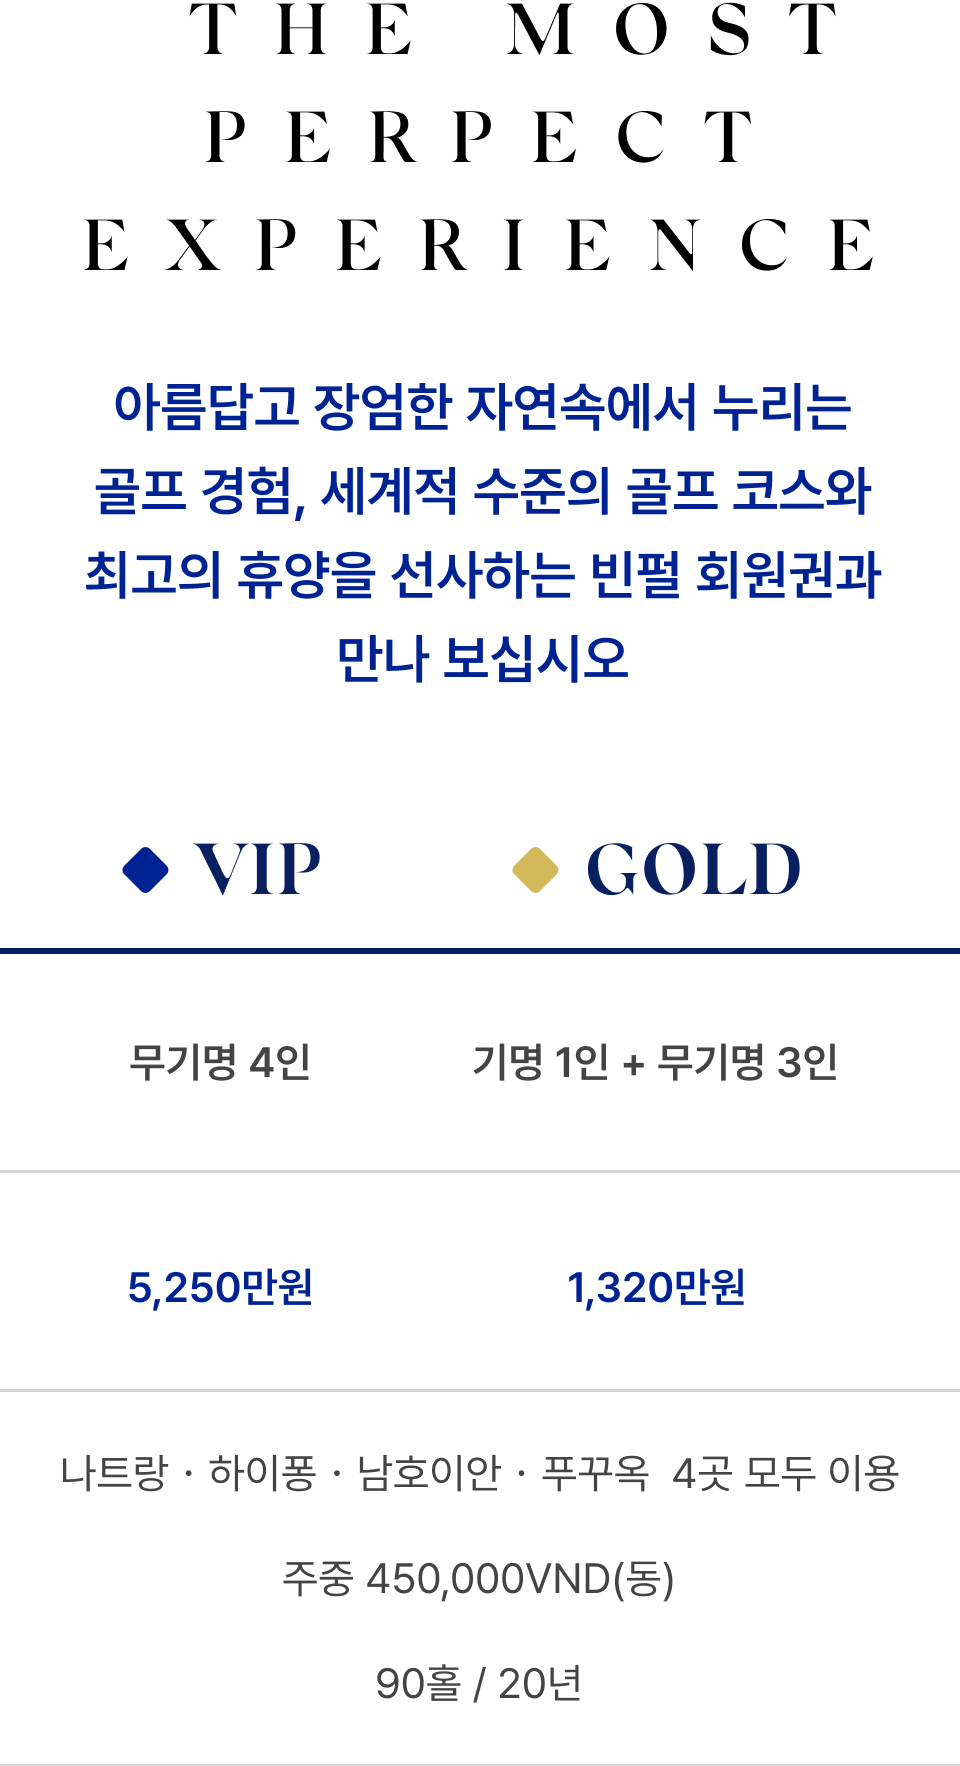 THE MOST
PERPECT
EXPERIENCE
아름답고 장엄한 자연속에서 누리는
골프 경험, 세계적 수준의 골프 코스와
최고의 휴양을 선사하는 빈펄 회원권과
만나 보십시오
VIP GOLD
무기명 4인 기명 1인 + 무기명 3인
5,250만원 1,320만원
나트랑 · 하이퐁 · 남호이안 · 푸꾸옥 4곳 모두 이용
주중 450,000VND(동)
90홀 / 20년